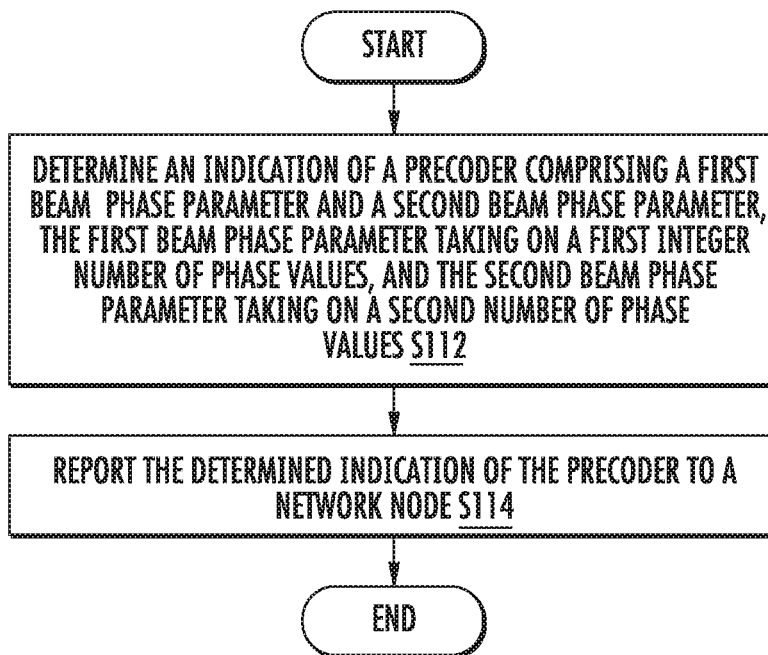 START
DETERMINE AN INDICATION OF A PRECODER COMPRISING A FIRST
BEAM PHASE PARAMETER AND A SECOND BEAM PHASE PARAMETER,
THE FIRST BEAM PHASE PARAMETER TAKING ON A FIRST INTEGER
NUMBER OF PHASE VALUES, AND THE SECOND BEAM PHASE
PARAMETER TAKING ON A SECOND NUMBER OF PHASE
VALUES S112
REPORT THE DETERMINED INDICATION OF THE PRECODER TO A
NETWORK NODE S114
END